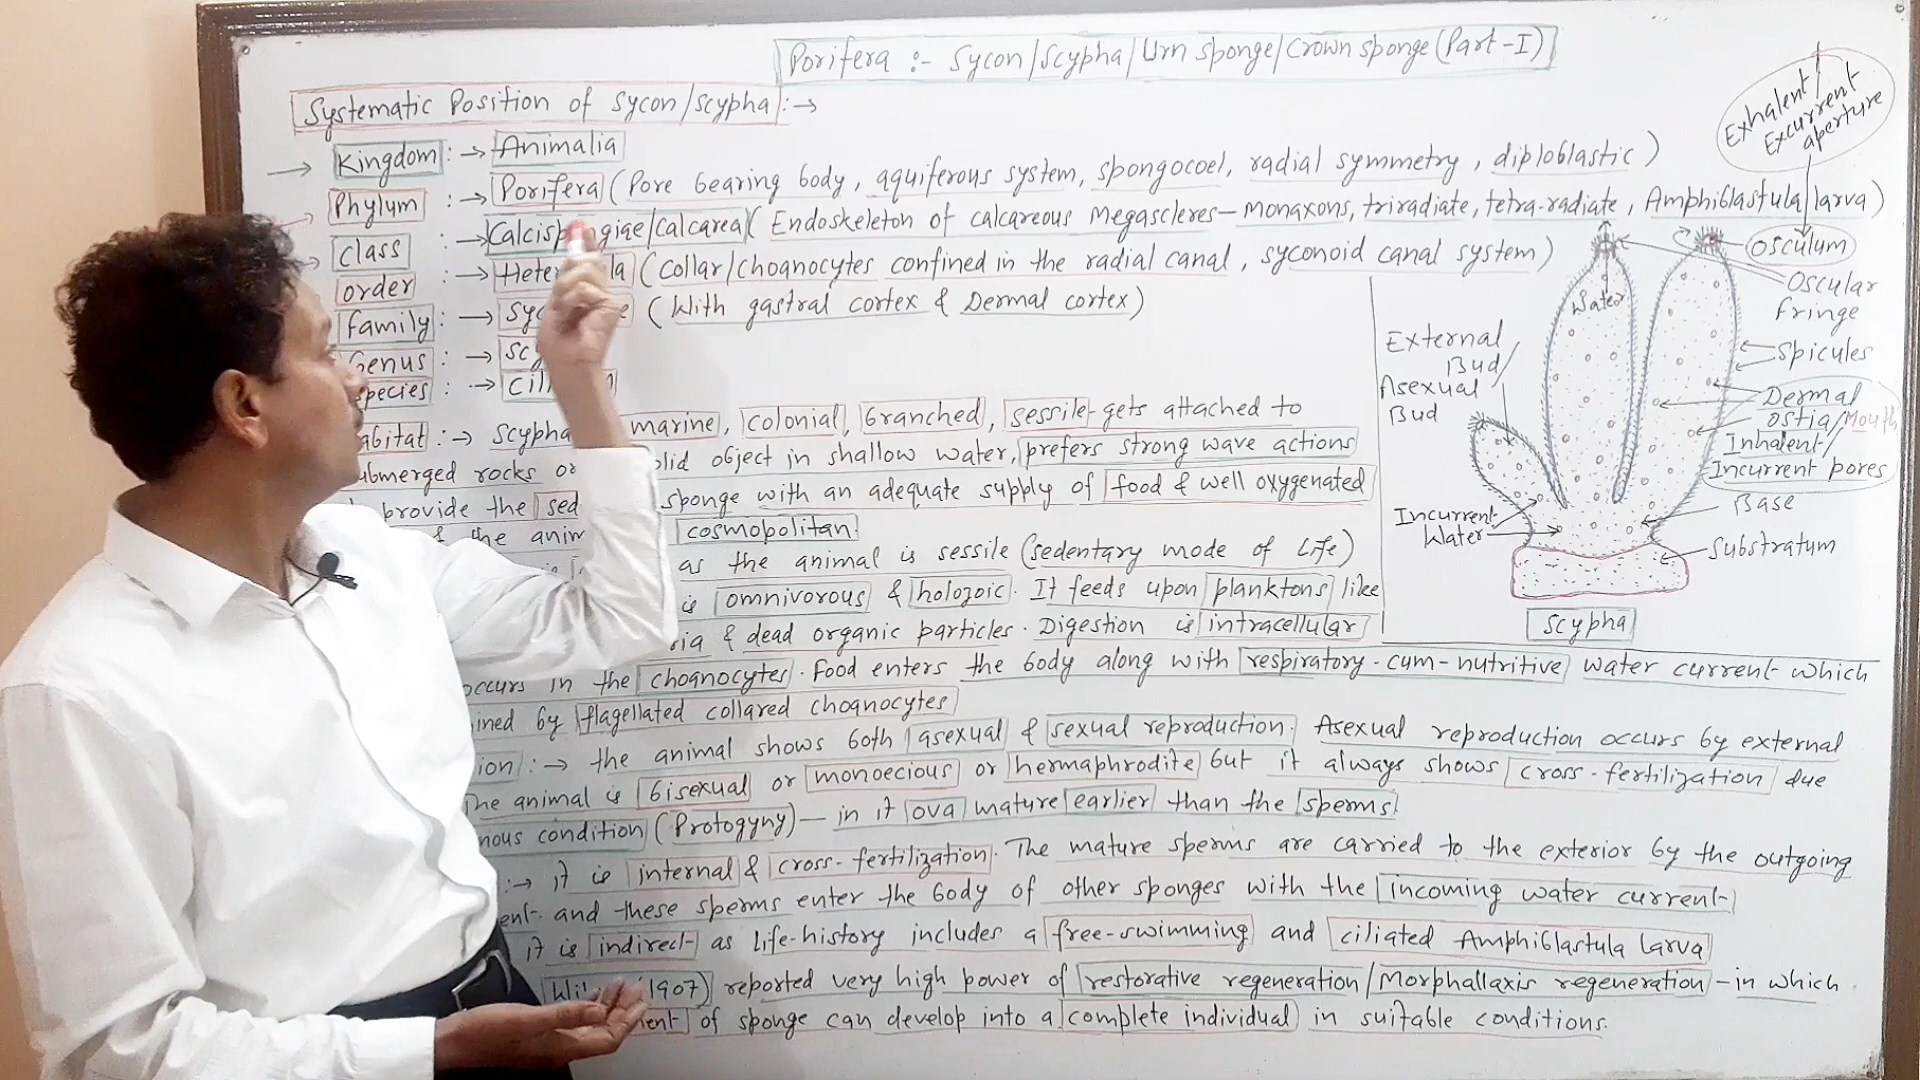 Porifera :- Sycon/Scypha/Urn sponge/Crown sponge (Part-I)
Systematic Position of Sycon/Scypha :→
Kingdom :→ Animalia
Phylum :→ Porifera (Pore bearing body, aquiferous system, spongocoel, radial symmetry, diploblastic)
Class :→ Calcispongiae/Calcarea (Endoskeleton of calcareous Megascleres - Monaxons, triradiate, tetra-radiate, Amphiblastula larva)
order :→ (Collar/choanocytes confined in the radial canal, syconoid canal system)
family :→ (With gastral cortex & Dermal cortex)
Genus :→
species :→
:→ Scypha marine, colonial, branched, sessile - gets attached to
submerged rocks object in shallow water, prefers strong wave actions
provide the sponge with an adequate supply of food & well oxygenated
& the cosmopolitan.
as the animal is sessile (sedentary mode of Life)
is omnivorous & holozoic. It feeds upon planktons like
& dead organic particles. Digestion is intracellular
occurs in the choanocytes. Food enters the body along with respiratory-cum-nutritive water current which
by flagellated collared choanocytes
:→ the animal shows both asexual & sexual reproduction. Asexual reproduction occurs by external
The animal is bisexual or monoecious or hermaphrodite but it always shows cross-fertilization due
condition (Protogyny) — in it ova mature earlier than the sperms.
:→ it is internal & cross-fertilization. The mature sperms are carried to the exterior by the outgoing
and these sperms enter the body of other sponges with the incoming water current
it is indirect as life-history includes a free-swimming and ciliated Amphiblastula Larva
1907) reported very high power of restorative regeneration/Morphallaxis regeneration - in which
of sponge can develop into a complete individual in suitable conditions.
Exhalent/
Excurrent
aperture
Osculum
Oscular
fringe
Water
Spicules
External
Bud/
Asexual
Bud
Dermal
ostia/Mouth
Inhalent/
Incurrent pores
Base
Incurrent
Water
Substratum
Scypha